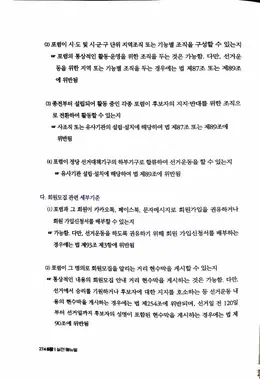 (2) 포럼이 시·도 및 시·군·구 단위 지역조직 또는 기능별 조직을 구성할 수 있는지
☞ 포럼의 통상적인 활동·운영을 위한 조직을 두는 것은 가능함. 다만, 선거운
동을 위한 지역 또는 기능별 조직을 두는 경우에는 법 제87조 또는 제89조
에 위반됨
(3) 종전부터 설립되어 활동 중인 각종 포럼이 후보자의 지지·반대를 위한 조직으
로 전환하여 활동할 수 있는지
☞ 사조직 또는 유사기관의 설립·설치에 해당하여 법 제87조 또는 제89조에
위반됨
(4) 포럼이 정당 선거대책기구의 하부기구로 합류하여 선거운동을 할 수 있는지
☞ 유사기관 설립·설치에 해당하여 법 제89조에 위반됨
다. 회원모집 관련 세부기준
(1) 포럼과 그 회원이 카카오톡, 페이스북, 문자메시지로 회원가입을 권유하거나
회원 가입신청서를 배부할 수 있는지
☞ 가능함. 다만, 선거운동을 하도록 권유하기 위해 회원 가입신청서를 배부하는
경우에는 법 제93조 제3항에 위반됨
(2) 포럼이 그 명의로 회원모집을 알리는 거리 현수막을 게시할 수 있는지
☞ 통상적인 내용의 회원모집 안내 거리 현수막을 게시하는 것은 가능함. 다만,
선거에서 승리를 기원하거나 후보자에 대한 지지를 호소하는 등 선거운동 내
용의 현수막을 게시하는 경우에는 법 제254조에 위반되며, 선거일 전 120일
부터 선거일까지 후보자의 성명이 포함된 현수막을 게시하는 경우에는 법 제
90조에 위반됨
274